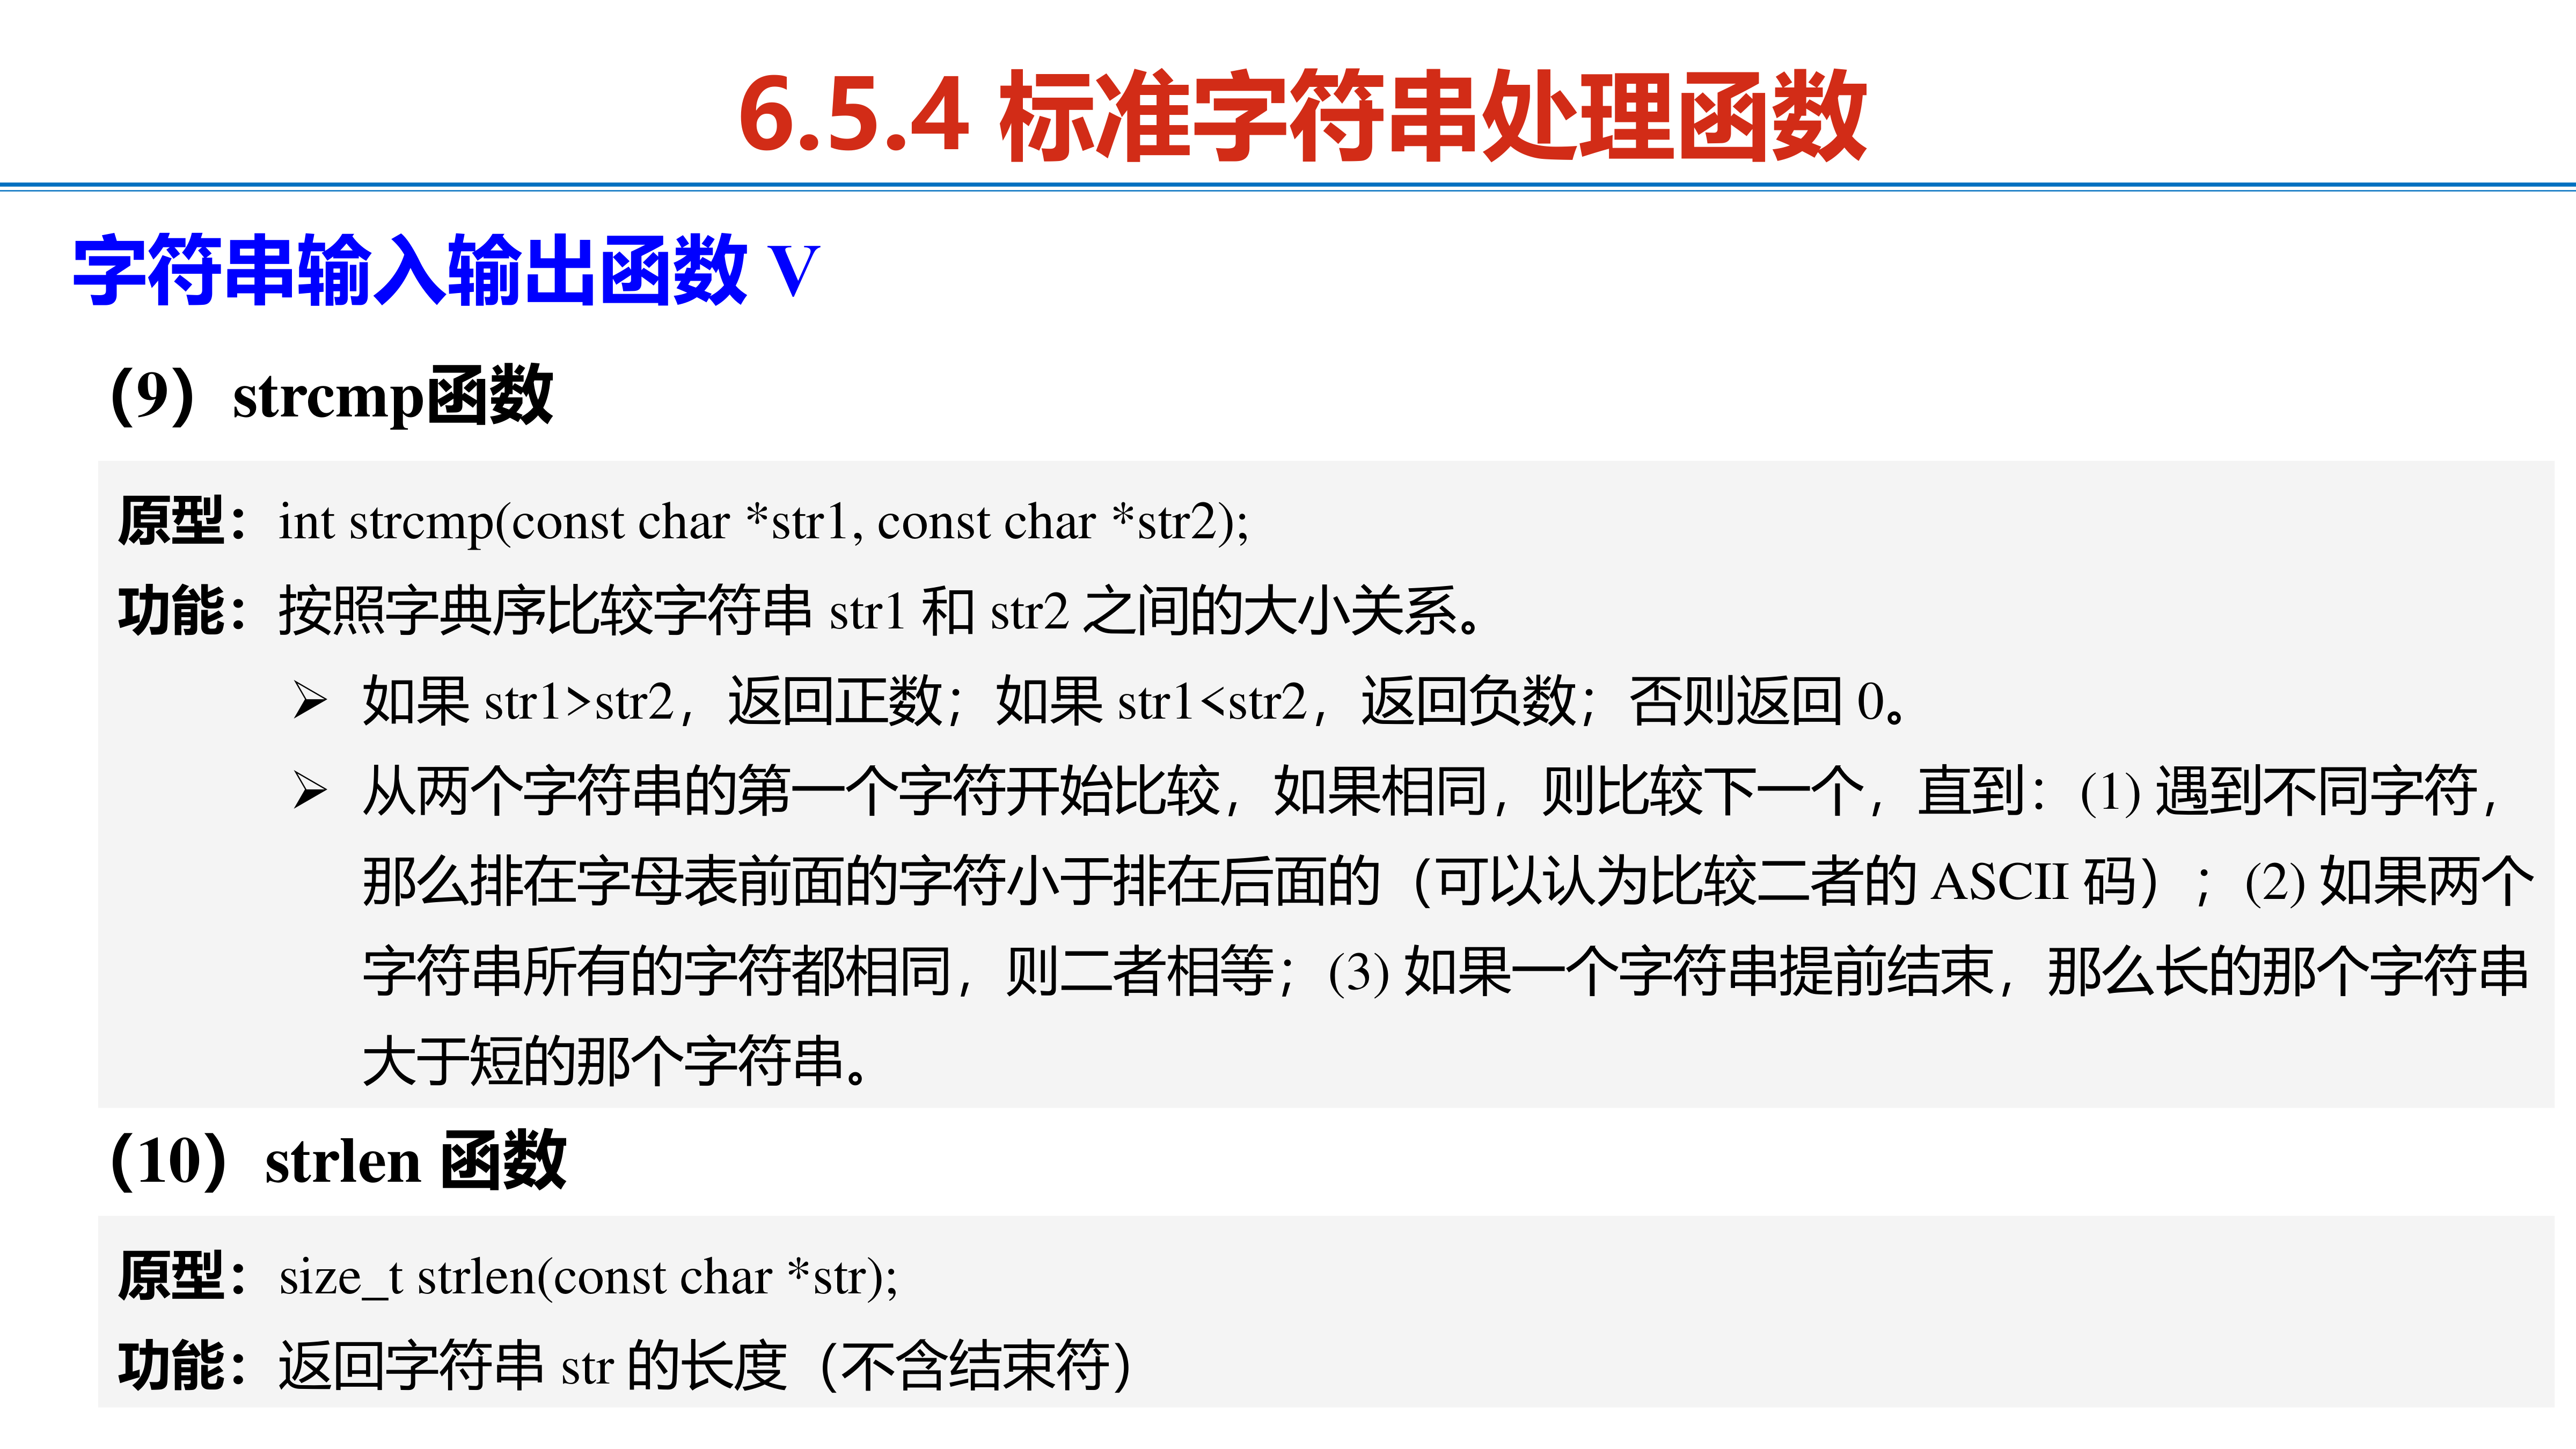 6.5.4 标准字符串处理函数
字符串输入输出函数 V
（9）strcmp函数
原型：int strcmp(const char *str1, const char *str2);
功能：按照字典序比较字符串 str1 和 str2 之间的大小关系。
➢ 如果 str1>str2，返回正数；如果 str1<str2，返回负数；否则返回 0。
➢ 从两个字符串的第一个字符开始比较，如果相同，则比较下一个，直到：(1) 遇到不同字符，
那么排在字母表前面的字符小于排在后面的（可以认为比较二者的 ASCII 码）；(2) 如果两个
字符串所有的字符都相同，则二者相等；(3) 如果一个字符串提前结束，那么长的那个字符串
大于短的那个字符串。
（10）strlen 函数
原型：size_t strlen(const char *str);
功能：返回字符串 str 的长度（不含结束符）